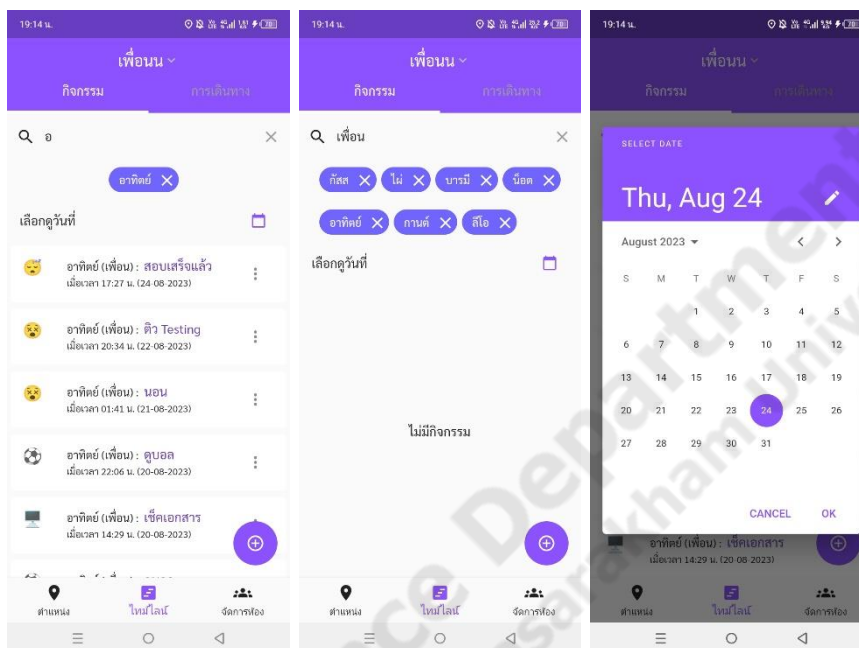 19:14 น.
เพื่อนน
กิจกรรม
การเดินทาง
อ
อาทิตย์
เลือกดูวันที่
อาทิตย์ (เพื่อน) : สอบเสร็จแล้ว
เมื่อเวลา 17:27 น. (24-08-2023)
อาทิตย์ (เพื่อน) : ติว Testing
เมื่อเวลา 20:34 น. (22-08-2023)
อาทิตย์ (เพื่อน) : นอน
เมื่อเวลา 01:41 น. (21-08-2023)
อาทิตย์ (เพื่อน) : ดูบอล
เมื่อเวลา 22:06 น. (20-08-2023)
อาทิตย์ (เพื่อน) : เช็คเอกสาร
เมื่อเวลา 14:29 น. (20-08-2023)
ตำแหน่ง ไทม์ไลน์ จัดการห้อง
19:14 น.
เพื่อนน
กิจกรรม การเดินทาง
เพื่อน
กัสส ไผ่ บารมี น็อต
อาทิตย์ กานต์ ลีโอ
เลือกดูวันที่
ไม่มีกิจกรรม
ตำแหน่ง ไทม์ไลน์ จัดการห้อง
19:14 น.
เพื่อนน
กิจกรรม การเดินทาง
SELECT DATE
Thu, Aug 24
August 2023
S M T W T F S
1 2 3 4 5
6 7 8 9 10 11 12
13 14 15 16 17 18 19
20 21 22 23 24 25 26
27 28 29 30 31
CANCEL OK
อาทิตย์ (เพื่อน) : เช็คเอกสาร
เมื่อเวลา 14:29 น. (20-08-2023)
ตำแหน่ง ไทม์ไลน์ จัดการห้อง